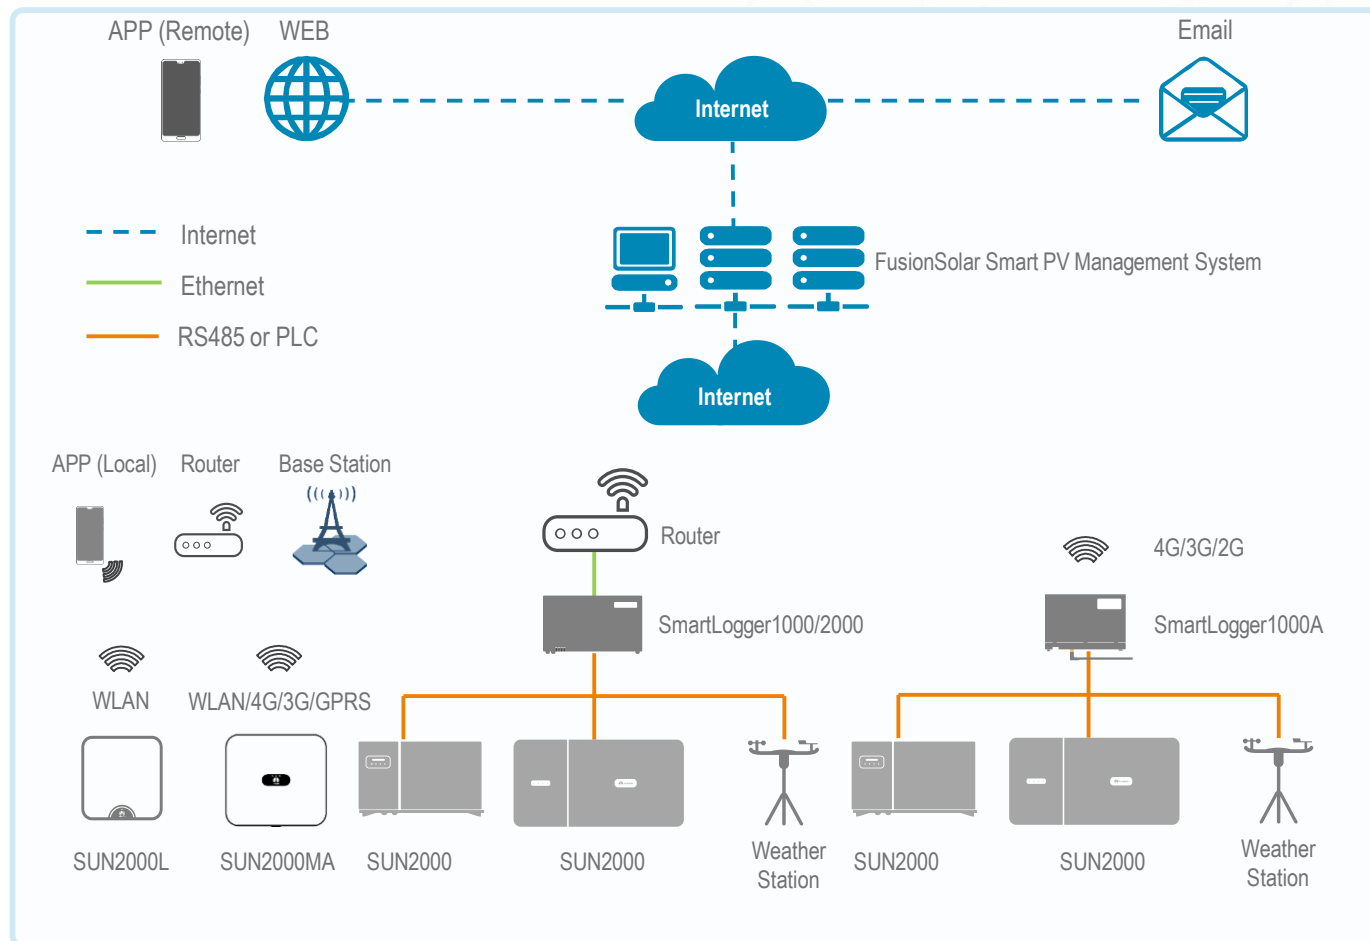 APP (Remote)
WEB
Email
Internet
Internet
Ethernet
RS485 or PLC
FusionSolar Smart PV Management System
Internet
APP (Local)
Router
Base Station
Router
4G/3G/2G
SmartLogger1000/2000
SmartLogger1000A
WLAN
WLAN/4G/3G/GPRS
SUN2000L
SUN2000MA
SUN2000
SUN2000
Weather
Station
SUN2000
SUN2000
Weather
Station